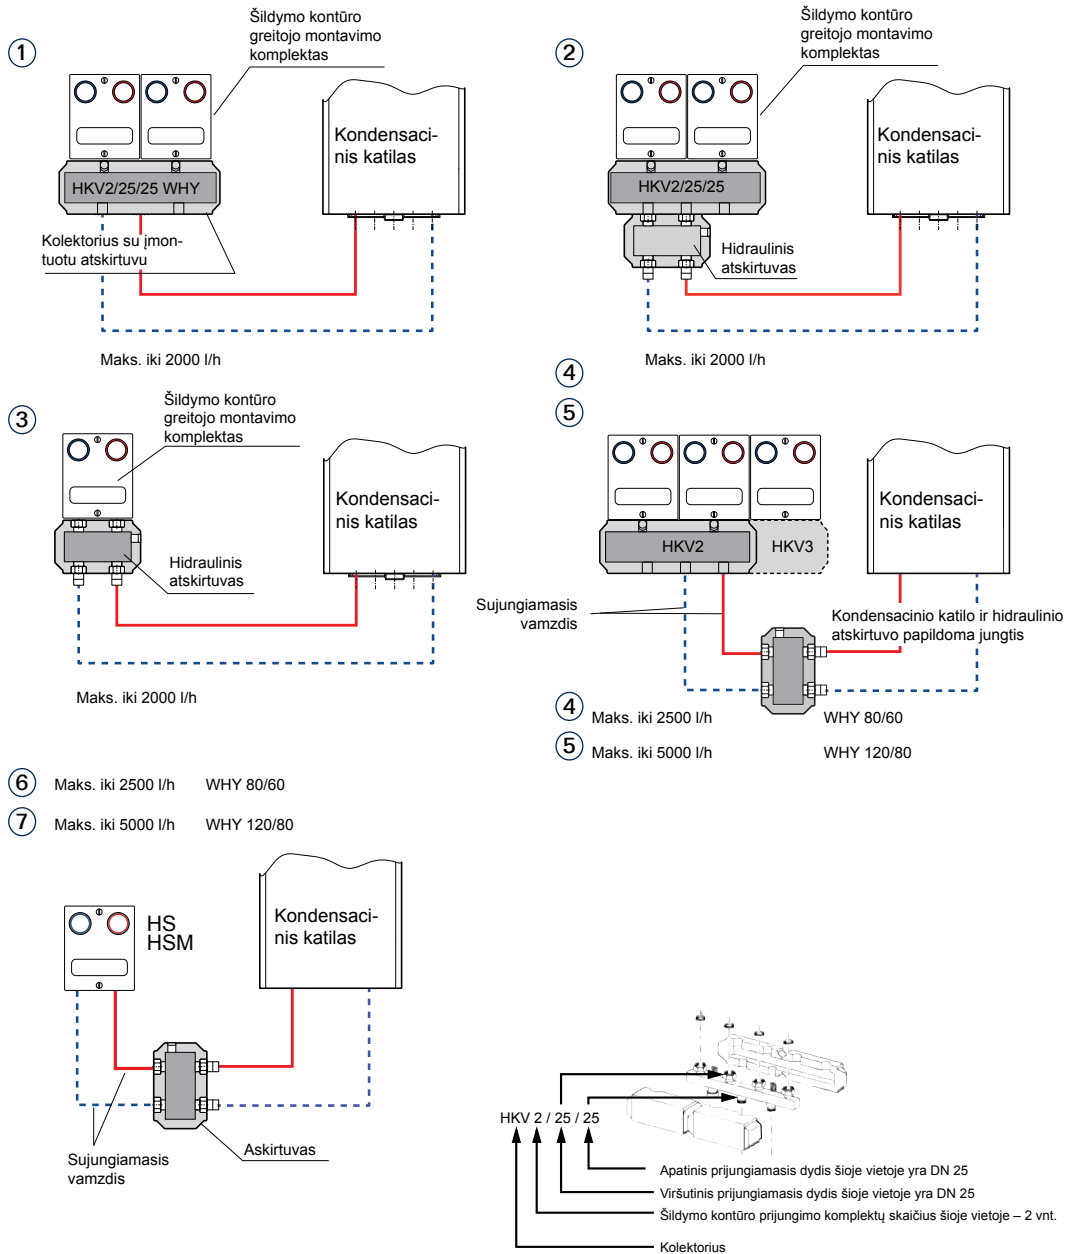 1
Šildymo kontūro
greitojo montavimo
komplektas
Kondensaci-
nis katilas
HKV2/25/25 WHY
Kolektorius su įmon-
tuotu atskirtuvu
Maks. iki 2000 l/h
2
Šildymo kontūro
greitojo montavimo
komplektas
Kondensaci-
nis katilas
HKV2/25/25
Hidraulinis
atskirtuvas
Maks. iki 2000 l/h
3
Šildymo kontūro
greitojo montavimo
komplektas
Kondensaci-
nis katilas
Hidraulinis
atskirtuvas
Maks. iki 2000 l/h
4
5
Kondensaci-
nis katilas
HKV2
HKV3
Sujungiamasis
vamzdis
Kondensacinio katilo ir hidraulinio
atskirtuvo papildoma jungtis
4 Maks. iki 2500 l/h WHY 80/60
5 Maks. iki 5000 l/h WHY 120/80
6 Maks. iki 2500 l/h WHY 80/60
7 Maks. iki 5000 l/h WHY 120/80
HS
HSM
Kondensaci-
nis katilas
Sujungiamasis
vamzdis
Askirtuvas
HKV 2 / 25 / 25
Apatinis prijungiamasis dydis šioje vietoje yra DN 25
Viršutinis prijungiamasis dydis šioje vietoje yra DN 25
Šildymo kontūro prijungimo komplektų skaičius šioje vietoje – 2 vnt.
Kolektorius